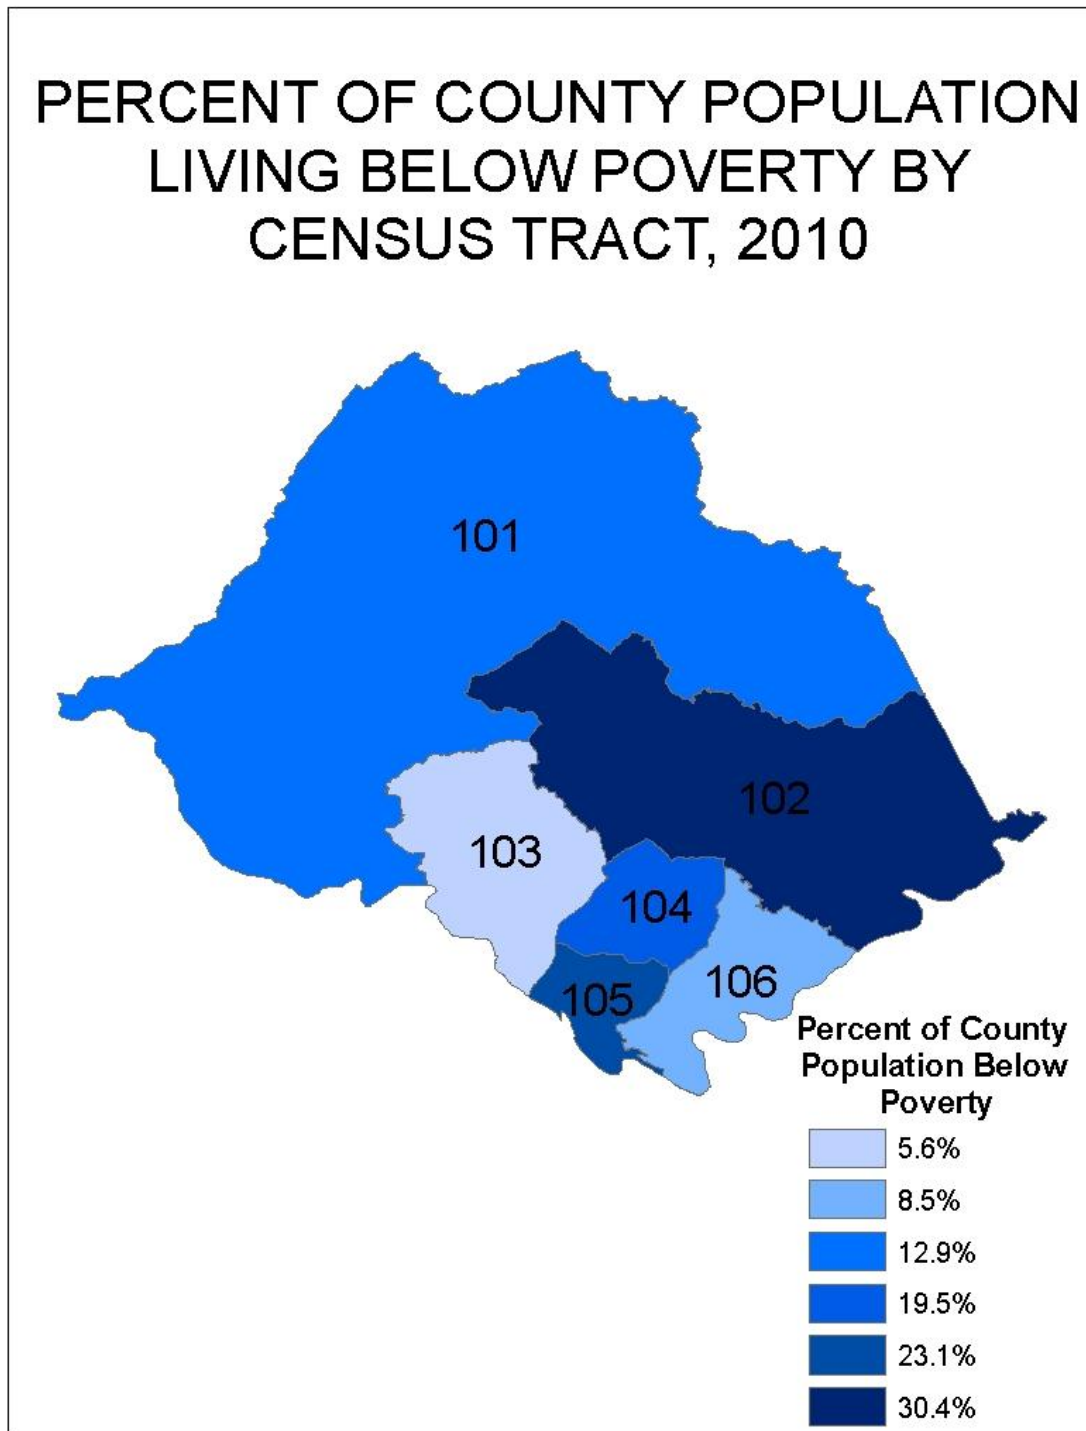 PERCENT OF COUNTY POPULATION
LIVING BELOW POVERTY BY
CENSUS TRACT, 2010
101
102
103
104
106
105
Percent of County
Population Below
Poverty
5.6%
8.5%
12.9%
19.5%
23.1%
30.4%